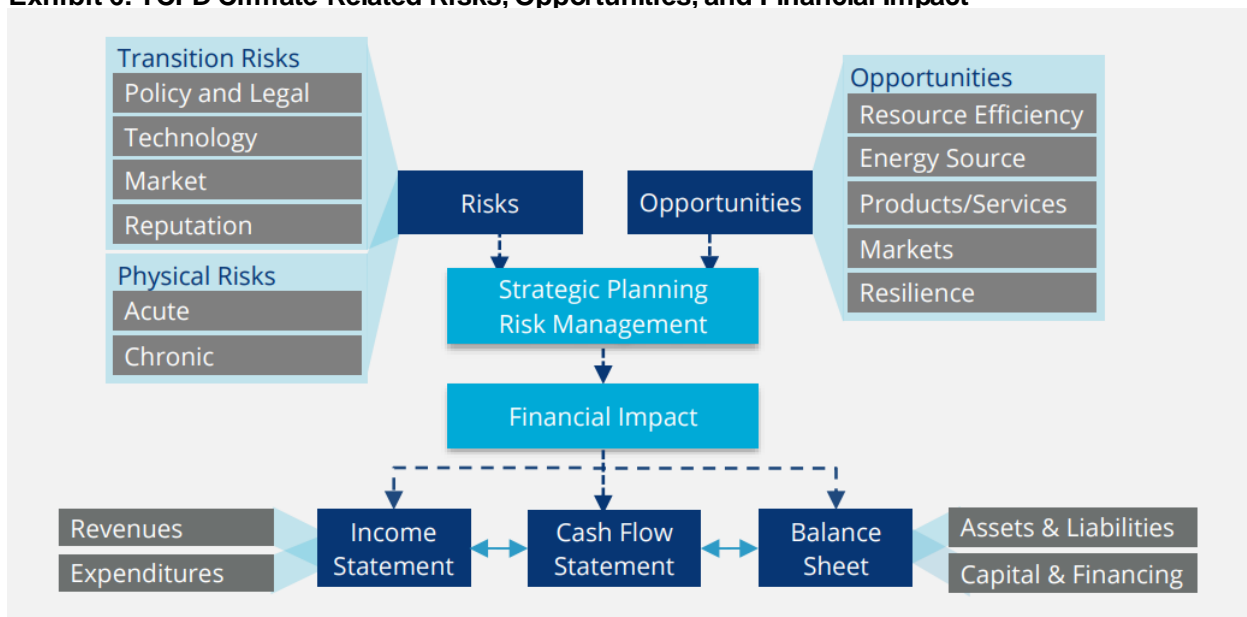 Transition Risks
Policy and Legal
Technology
Market
Reputation
Physical Risks
Acute
Chronic
Risks
Opportunities
Opportunities
Resource Efficiency
Energy Source
Products/Services
Markets
Resilience
Strategic Planning
Risk Management
Financial Impact
Revenues
Expenditures
Income
Statement
Cash Flow
Statement
Balance
Sheet
Assets & Liabilities
Capital & Financing